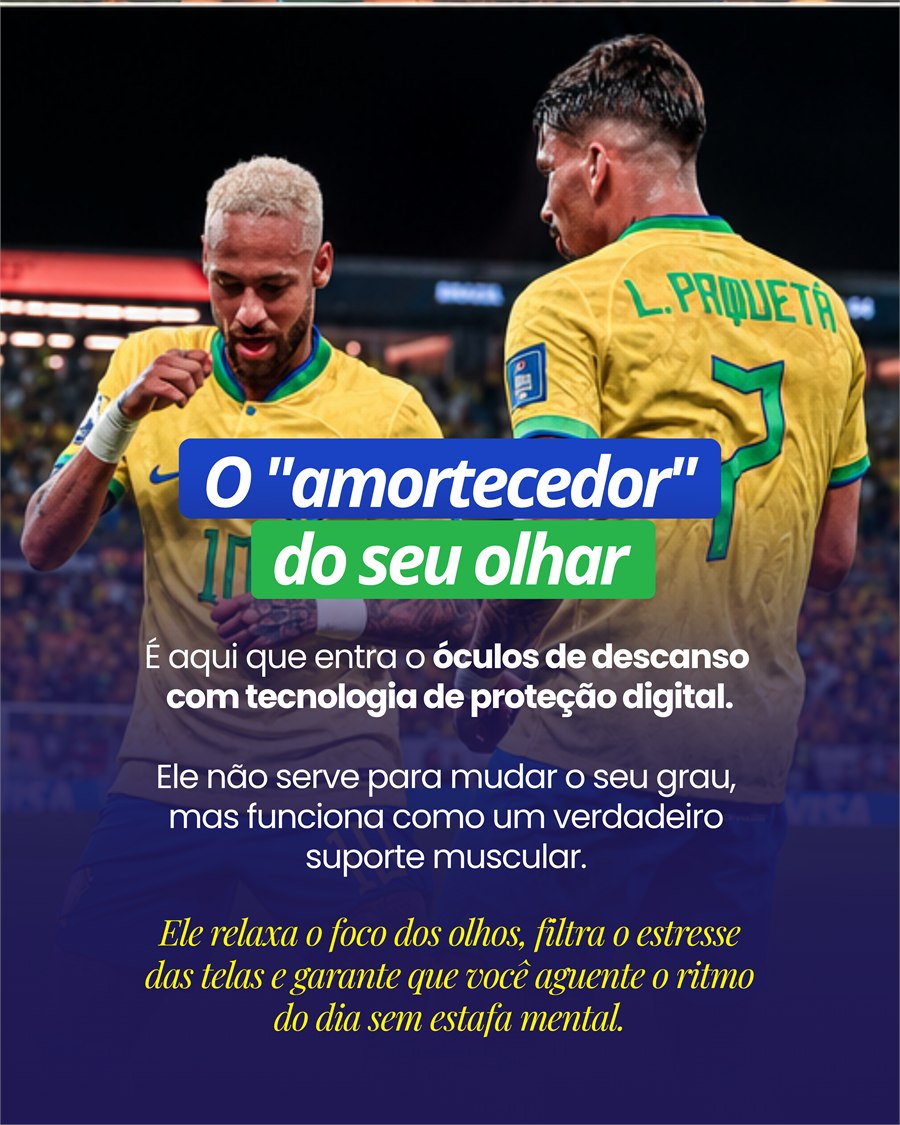 BRASIL
L. PAQUETÁ
7
10
O "amortecedor"
do seu olhar
É aqui que entra o óculos de descanso
com tecnologia de proteção digital.
Ele não serve para mudar o seu grau,
mas funciona como um verdadeiro
suporte muscular.
Ele relaxa o foco dos olhos, filtra o estresse
das telas e garante que você aguente o ritmo
do dia sem estafa mental.